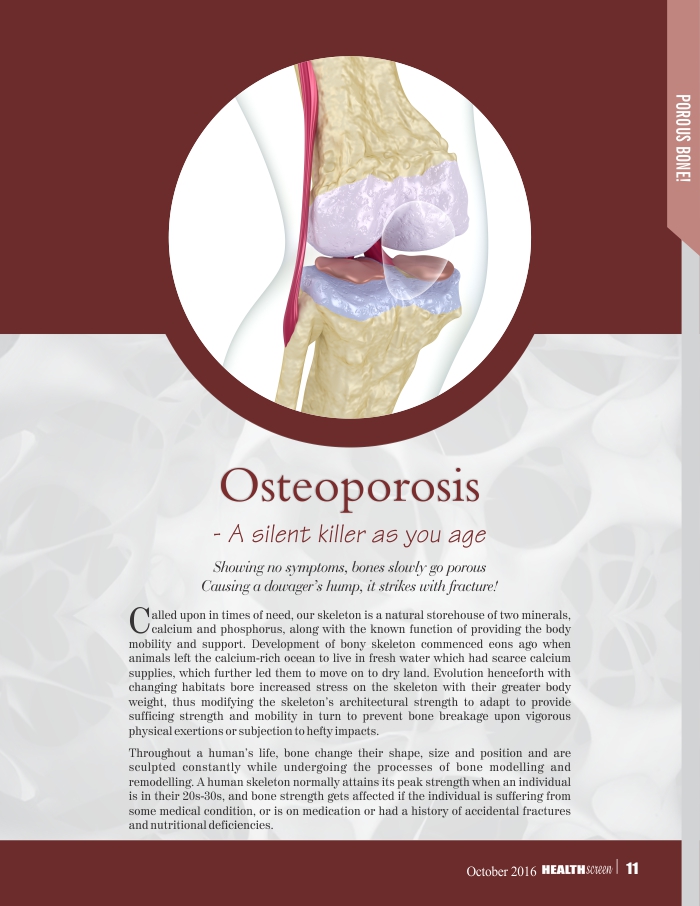 POROUS BONE!
Osteoporosis
- A silent killer as you age
Showing no symptoms, bones slowly go porous
Causing a dowager's hump, it strikes with fracture!
Called upon in times of need, our skeleton is a natural storehouse of two minerals,
calcium and phosphorus, along with the known function of providing the body
mobility and support. Development of bony skeleton commenced eons ago when
animals left the calcium-rich ocean to live in fresh water which had scarce calcium
supplies, which further led them to move on to dry land. Evolution henceforth with
changing habitats bore increased stress on the skeleton with their greater body
weight, thus modifying the skeleton's architectural strength to adapt to provide
sufficing strength and mobility in turn to prevent bone breakage upon vigorous
physical exertions or subjection to hefty impacts.
Throughout a human's life, bone change their shape, size and position and are
sculpted constantly while undergoing the processes of bone modelling and
remodelling. A human skeleton normally attains its peak strength when an individual
is in their 20s-30s, and bone strength gets affected if the individual is suffering from
some medical condition, or is on medication or had a history of accidental fractures
and nutritional deficiencies.
October 2016 HEALTHscreen | 11